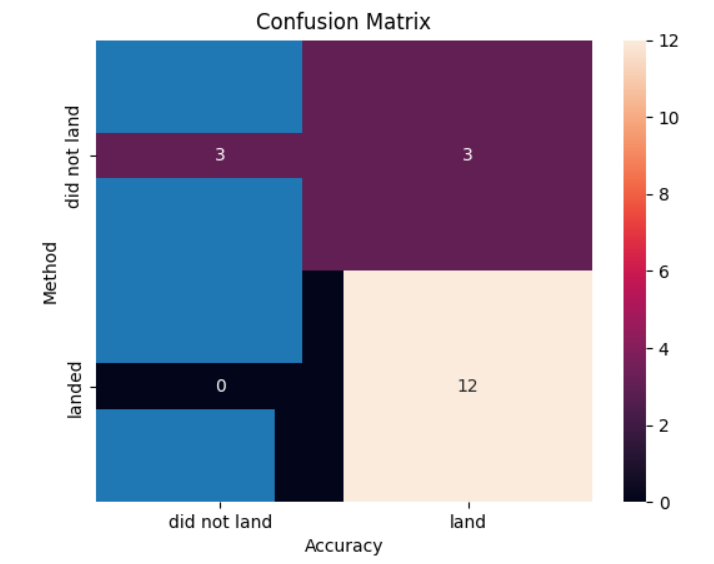 Confusion Matrix
did not land
landed
Method
3
3
0
12
did not land
land
Accuracy
12
10
8
6
4
2
0